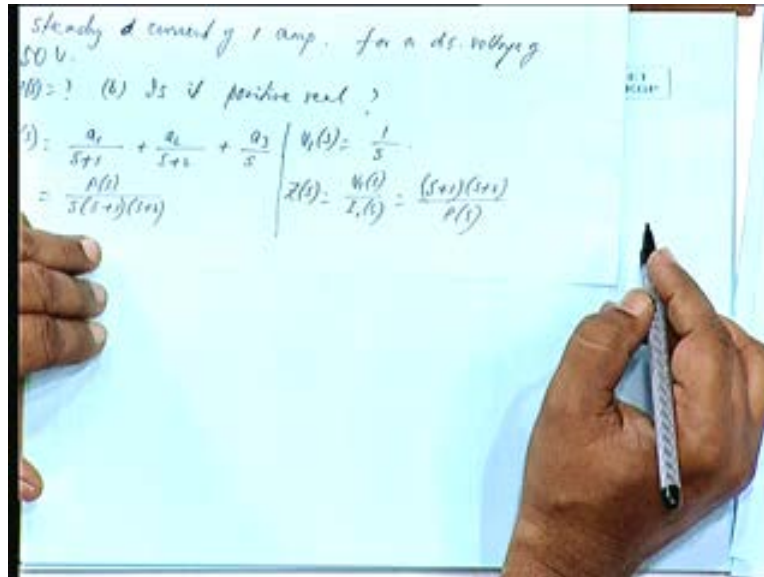 steady d current of 1 amp. for a dc. voltage of
50 V.
(s) = ? (b) Is it positive real ?
(s) = a₁/(s+1) + a₂/(s+2) + a₃/s | V₁(s) = 1/s.
= P(s)/(s(s+1)(s+2)) | Z(s) = V₁(s)/I₁(s) = (s+1)(s+2)/P(s)
KGP